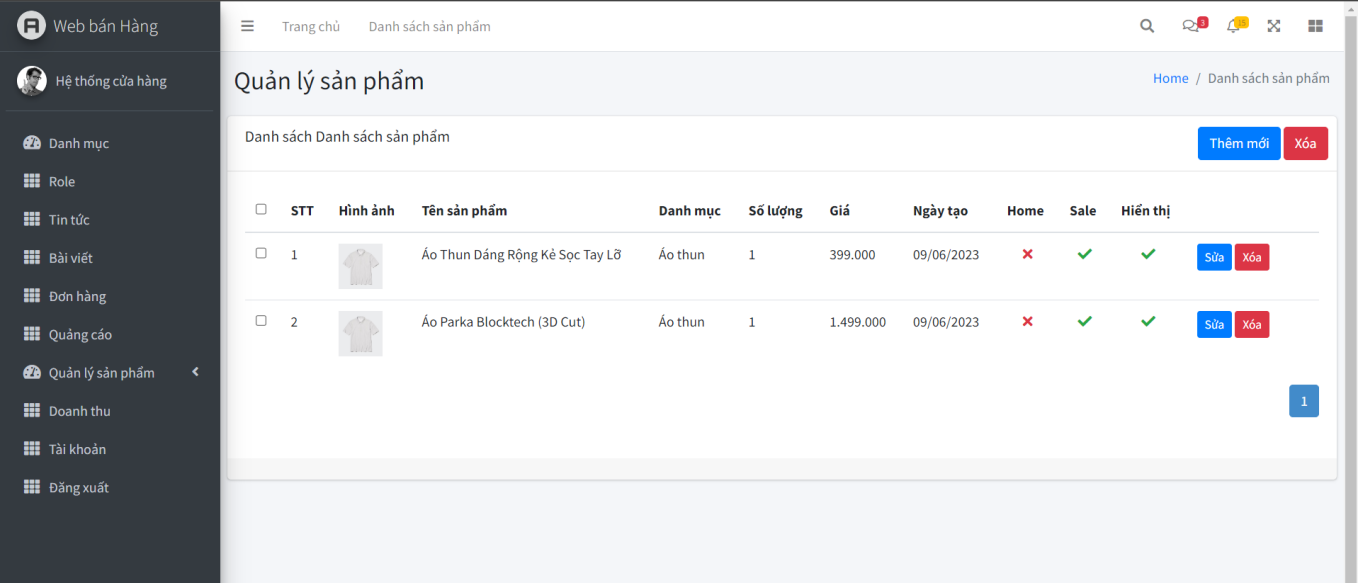 Web bán Hàng
Trang chủ Danh sách sản phẩm 3 15
Hệ thống cửa hàng
Quản lý sản phẩm
Home / Danh sách sản phẩm
Danh mục
Role
Tin tức
Bài viết
Đơn hàng
Quảng cáo
Quản lý sản phẩm
Doanh thu
Tài khoản
Đăng xuất
Danh sách Danh sách sản phẩm
Thêm mới Xóa
STT Hình ảnh Tên sản phẩm Danh mục Số lượng Giá Ngày tạo Home Sale Hiển thị
1 Áo Thun Dáng Rộng Kẻ Sọc Tay Lỡ Áo thun 1 399.000 09/06/2023 Sửa Xóa
2 Áo Parka Blocktech (3D Cut) Áo thun 1 1.499.000 09/06/2023 Sửa Xóa
1